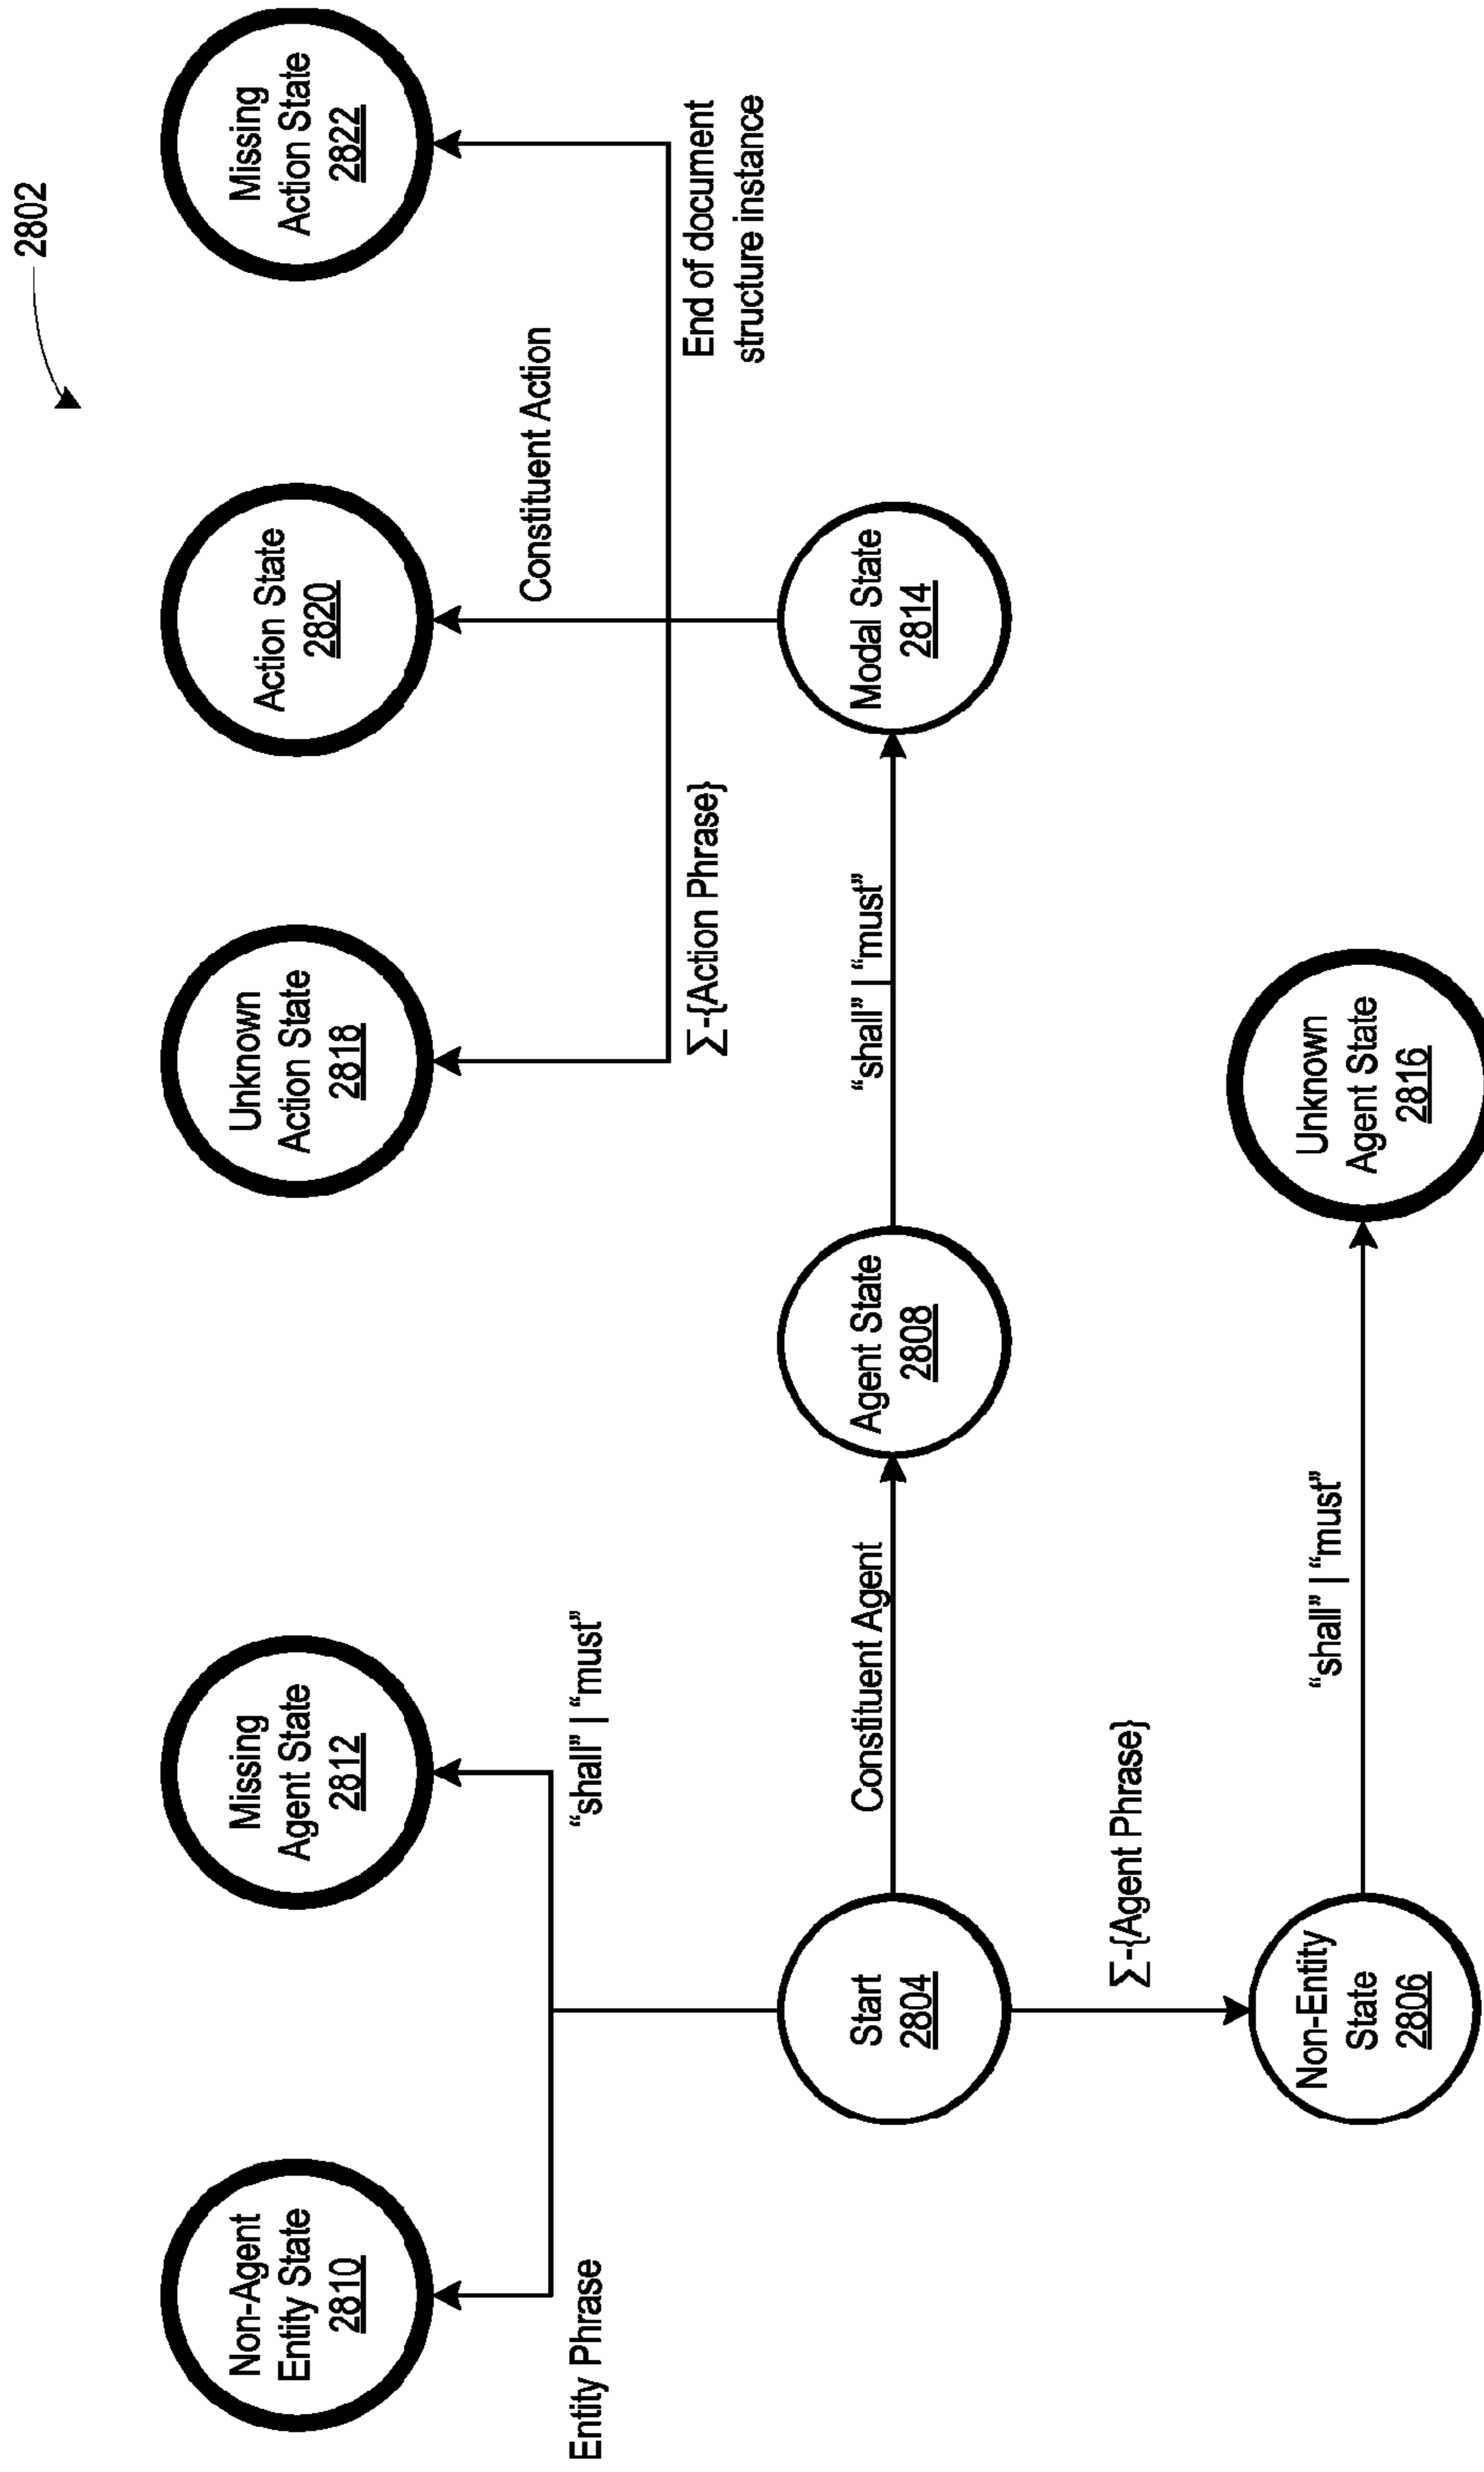 2802
Non-Agent
Entity State
2810
Missing
Agent State
2812
Unknown
Action State
2818
Action State
2820
Missing
Action State
2822
Entity Phrase
“shall” | “must”
Σ-{Action Phrase}
Constituent Action
End of document
structure instance
Start
2804
Constituent Agent
Agent State
2808
“shall” | “must”
Modal State
2814
Σ-{Agent Phrase}
Non-Entity
State
2806
“shall” | “must”
Unknown
Agent State
2816